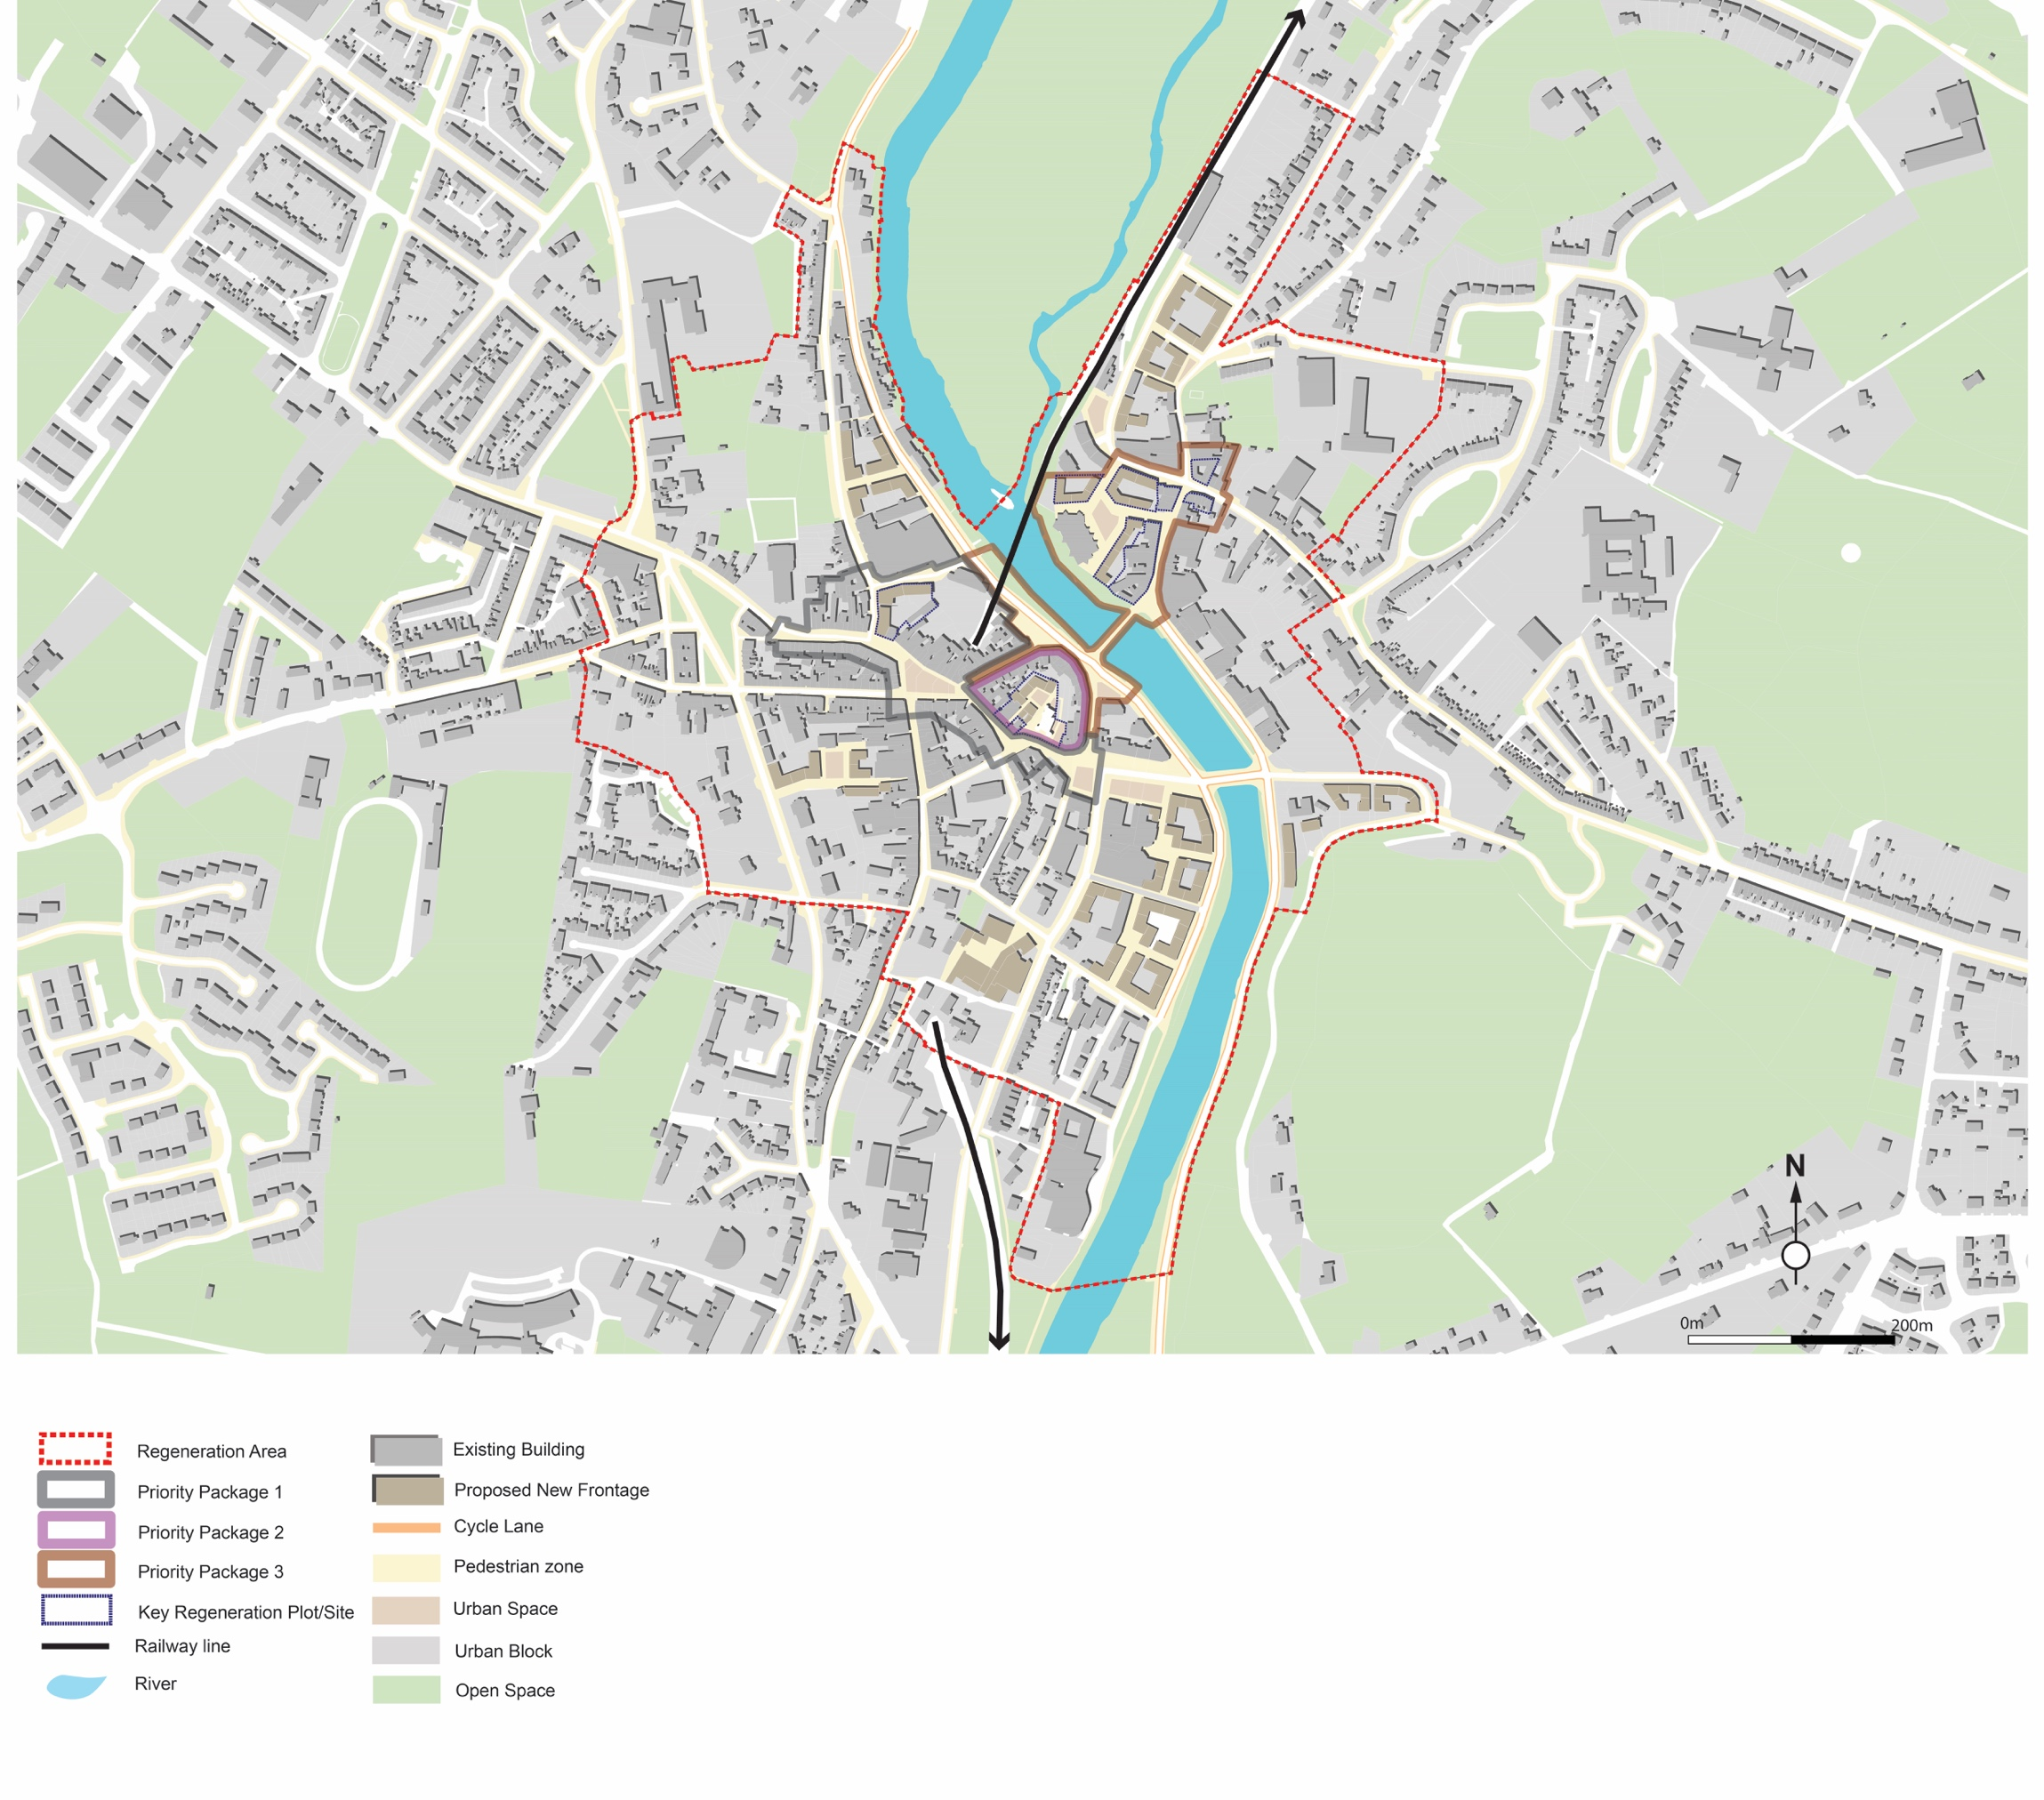 N
0m 200m
Regeneration Area
Priority Package 1
Priority Package 2
Priority Package 3
Key Regeneration Plot/Site
Railway line
River
Existing Building
Proposed New Frontage
Cycle Lane
Pedestrian zone
Urban Space
Urban Block
Open Space